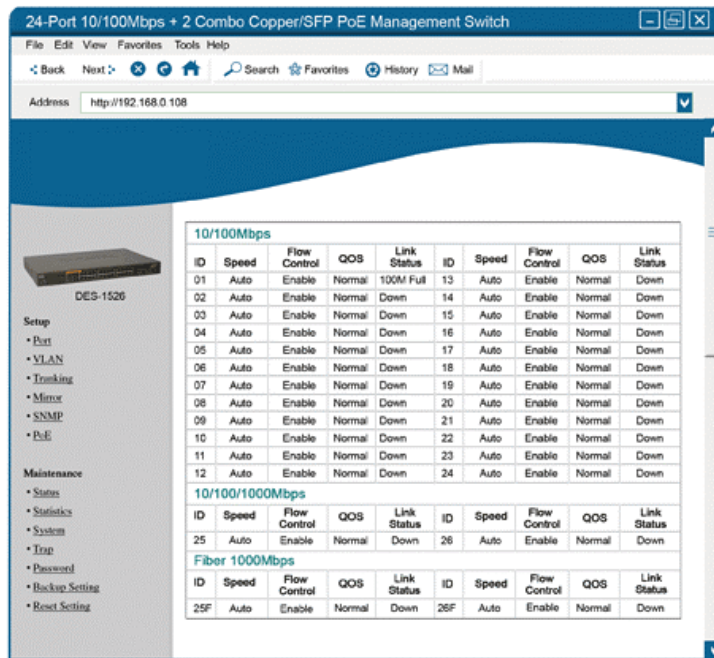 24-Port 10/100Mbps + 2 Combo Copper/SFP PoE Management Switch
File Edit View Favorites Tools Help
Back Next Search Favorites History Mail
Address http://192.168.0.108
DES-1526
Setup
• Port
• VLAN
• Trunking
• Mirror
• SNMP
• PoE
Maintenance
• Status
• Statistics
• System
• Trap
• Password
• Backup Setting
• Reset Setting
10/100Mbps
ID Speed Flow Control QOS Link Status ID Speed Flow Control QOS Link Status
01 Auto Enable Normal 100M Full 13 Auto Enable Normal Down
02 Auto Enable Normal Down 14 Auto Enable Normal Down
03 Auto Enable Normal Down 15 Auto Enable Normal Down
04 Auto Enable Normal Down 16 Auto Enable Normal Down
05 Auto Enable Normal Down 17 Auto Enable Normal Down
06 Auto Enable Normal Down 18 Auto Enable Normal Down
07 Auto Enable Normal Down 19 Auto Enable Normal Down
08 Auto Enable Normal Down 20 Auto Enable Normal Down
09 Auto Enable Normal Down 21 Auto Enable Normal Down
10 Auto Enable Normal Down 22 Auto Enable Normal Down
11 Auto Enable Normal Down 23 Auto Enable Normal Down
12 Auto Enable Normal Down 24 Auto Enable Normal Down
10/100/1000Mbps
ID Speed Flow Control QOS Link Status ID Speed Flow Control QOS Link Status
25 Auto Enable Normal Down 26 Auto Enable Normal Down
Fiber 1000Mbps
ID Speed Flow Control QOS Link Status ID Speed Flow Control QOS Link Status
25F Auto Enable Normal Down 26F Auto Enable Normal Down